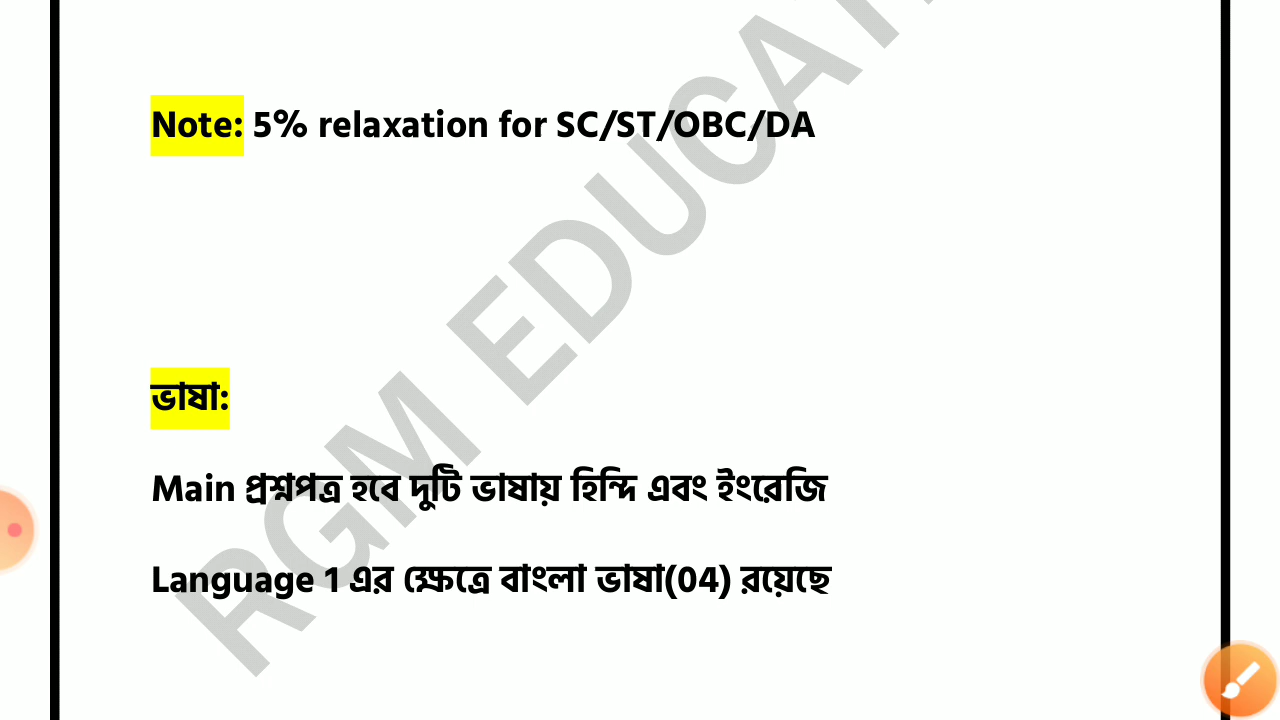 Note: 5% relaxation for SC/ST/OBC/DA
ভাষা:
Main প্রশ্নপত্র হবে দুটি ভাষায় হিন্দি এবং ইংরেজি
Language 1 এর ক্ষেত্রে বাংলা ভাষা(04) রয়েছে
RGM EDUCAT